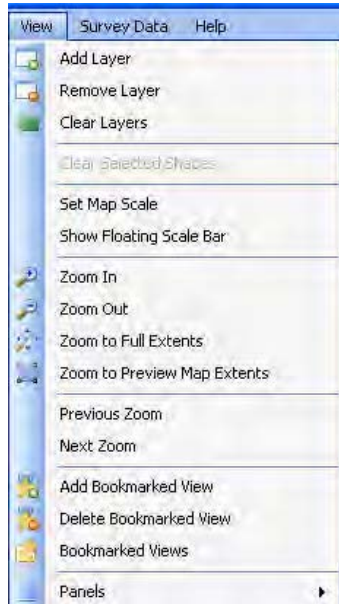 View Survey Data Help
Add Layer
Remove Layer
Clear Layers
Clear Selected Shapes
Set Map Scale
Show Floating Scale Bar
Zoom In
Zoom Out
Zoom to Full Extents
Zoom to Preview Map Extents
Previous Zoom
Next Zoom
Add Bookmarked View
Delete Bookmarked View
Bookmarked Views
Panels